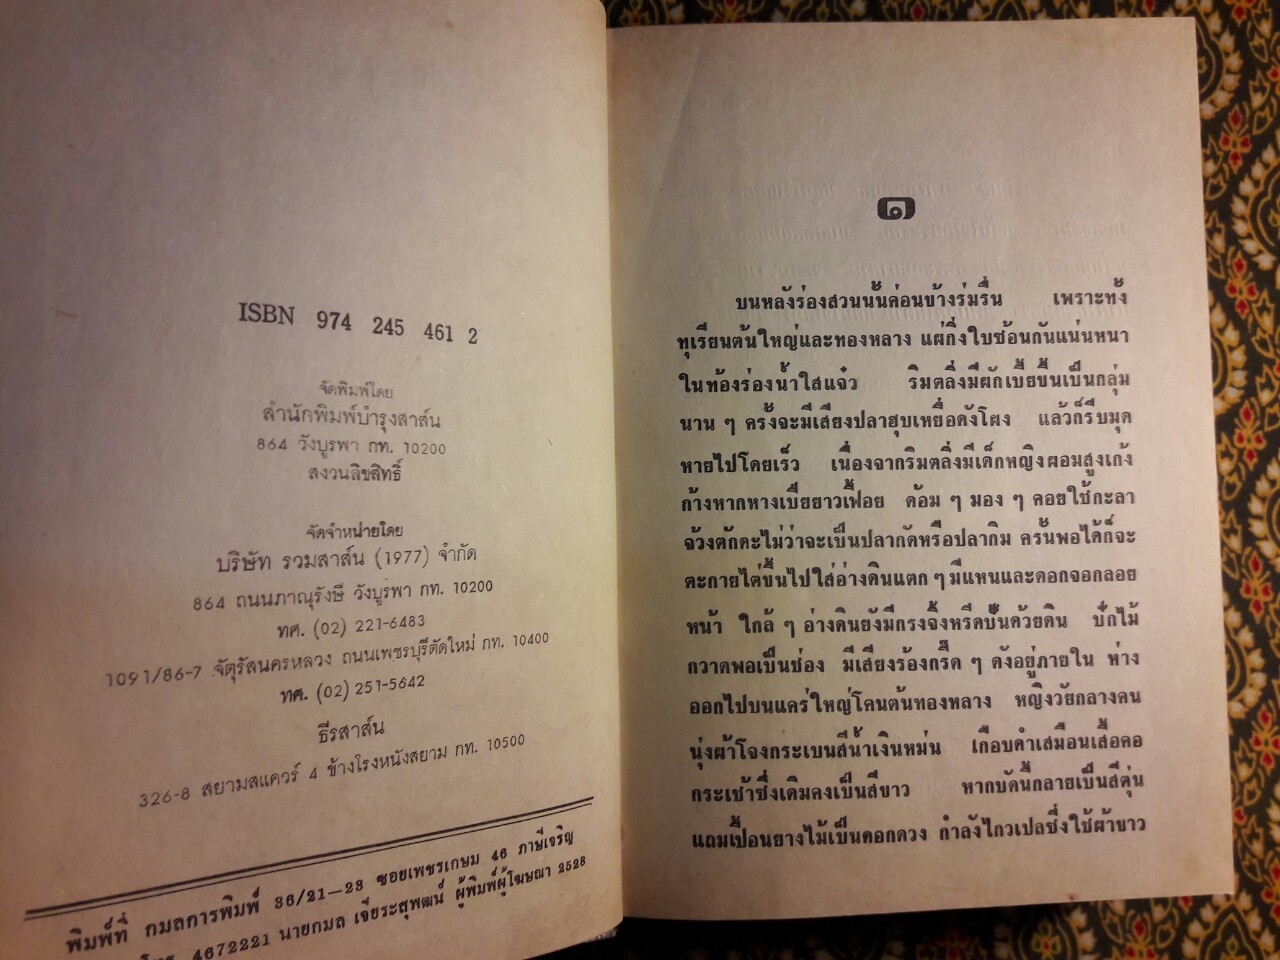 ISBN 974 245 461 2
จัดพิมพ์โดย
สำนักพิมพ์บำรุงสาส์น
864 วังบูรพา กท. 10200
สงวนลิขสิทธิ์
จัดจำหน่ายโดย
บริษัท รวมสาส์น (1977) จำกัด
864 ถนนภาณุรังษี วังบูรพา กท. 10200
ทศ. (02) 221-6483
1091/86-7 จัตุรัสนครหลวง ถนนเพชรบุรีตัดใหม่ กท. 10400
ทศ. (02) 251-5642
ธีรสาส์น
326-8 สยามสแควร์ 4 ข้างโรงหนังสยาม กท. 10500
พิมพ์ที่ กมลการพิมพ์ 36/21—23 ซอยเพชรเกษม 46 ภาษีเจริญ
โทร. 4672221 นายกมล เจียระสุพฒน์ ผู้พิมพ์ผู้โฆษณา 2528
๑
บนหลังร่องสวนนั้นค่อนข้างร่มรื่น เพราะทั้ง
ทุเรียนต้นใหญ่และทองหลาง แผ่กิ่งใบซ้อนกันแน่นหนา
ในท้องร่องน้ำใสแจ๋ว ริมตลิ่งมีผักเบี้ยขึ้นเป็นกลุ่ม
นาน ๆ ครั้งจะมีเสียงปลาฮุบเหยื่อดังโผง แล้วก็รีบมุด
หายไปโดยเร็ว เนื่องจากริมตลิ่งมีเด็กหญิงผอมสูงเก้ง
ก้างหากหางเปียยาวเฟื้อย ด้อม ๆ มอง ๆ คอยใช้กะลา
จ้วงตักดะไม่ว่าจะเป็นปลากัดหรือปลากิม ครั้นพอได้ก็จะ
ตะกายไต่ขึ้นไปใส่อ่างดินแตก ๆ มีแหนและดอกจอกลอย
หน้า ใกล้ ๆ อ่างดินยังมีกรงจิ้งหรีดปั้นด้วยดิน ปักไม้
กวาดพอเป็นช่อง มีเสียงร้องกรี๊ด ๆ ดังอยู่ภายใน ห่าง
ออกไปบนแคร่ใหญ่โคนต้นทองหลาง หญิงวัยกลางคน
นุ่งผ้าโจงกระเบนสีน้ำเงินหม่น เกือบดำเสมือนเสื้อคอ
กระเช้าซึ่งเดิมคงเป็นสีขาว หากบัดนี้กลายเป็นสีตุ่น
แถมเปื้อนยางไม้เป็นดอกดวง กำลังไกวเปลซึ่งใช้ผ้าขาว